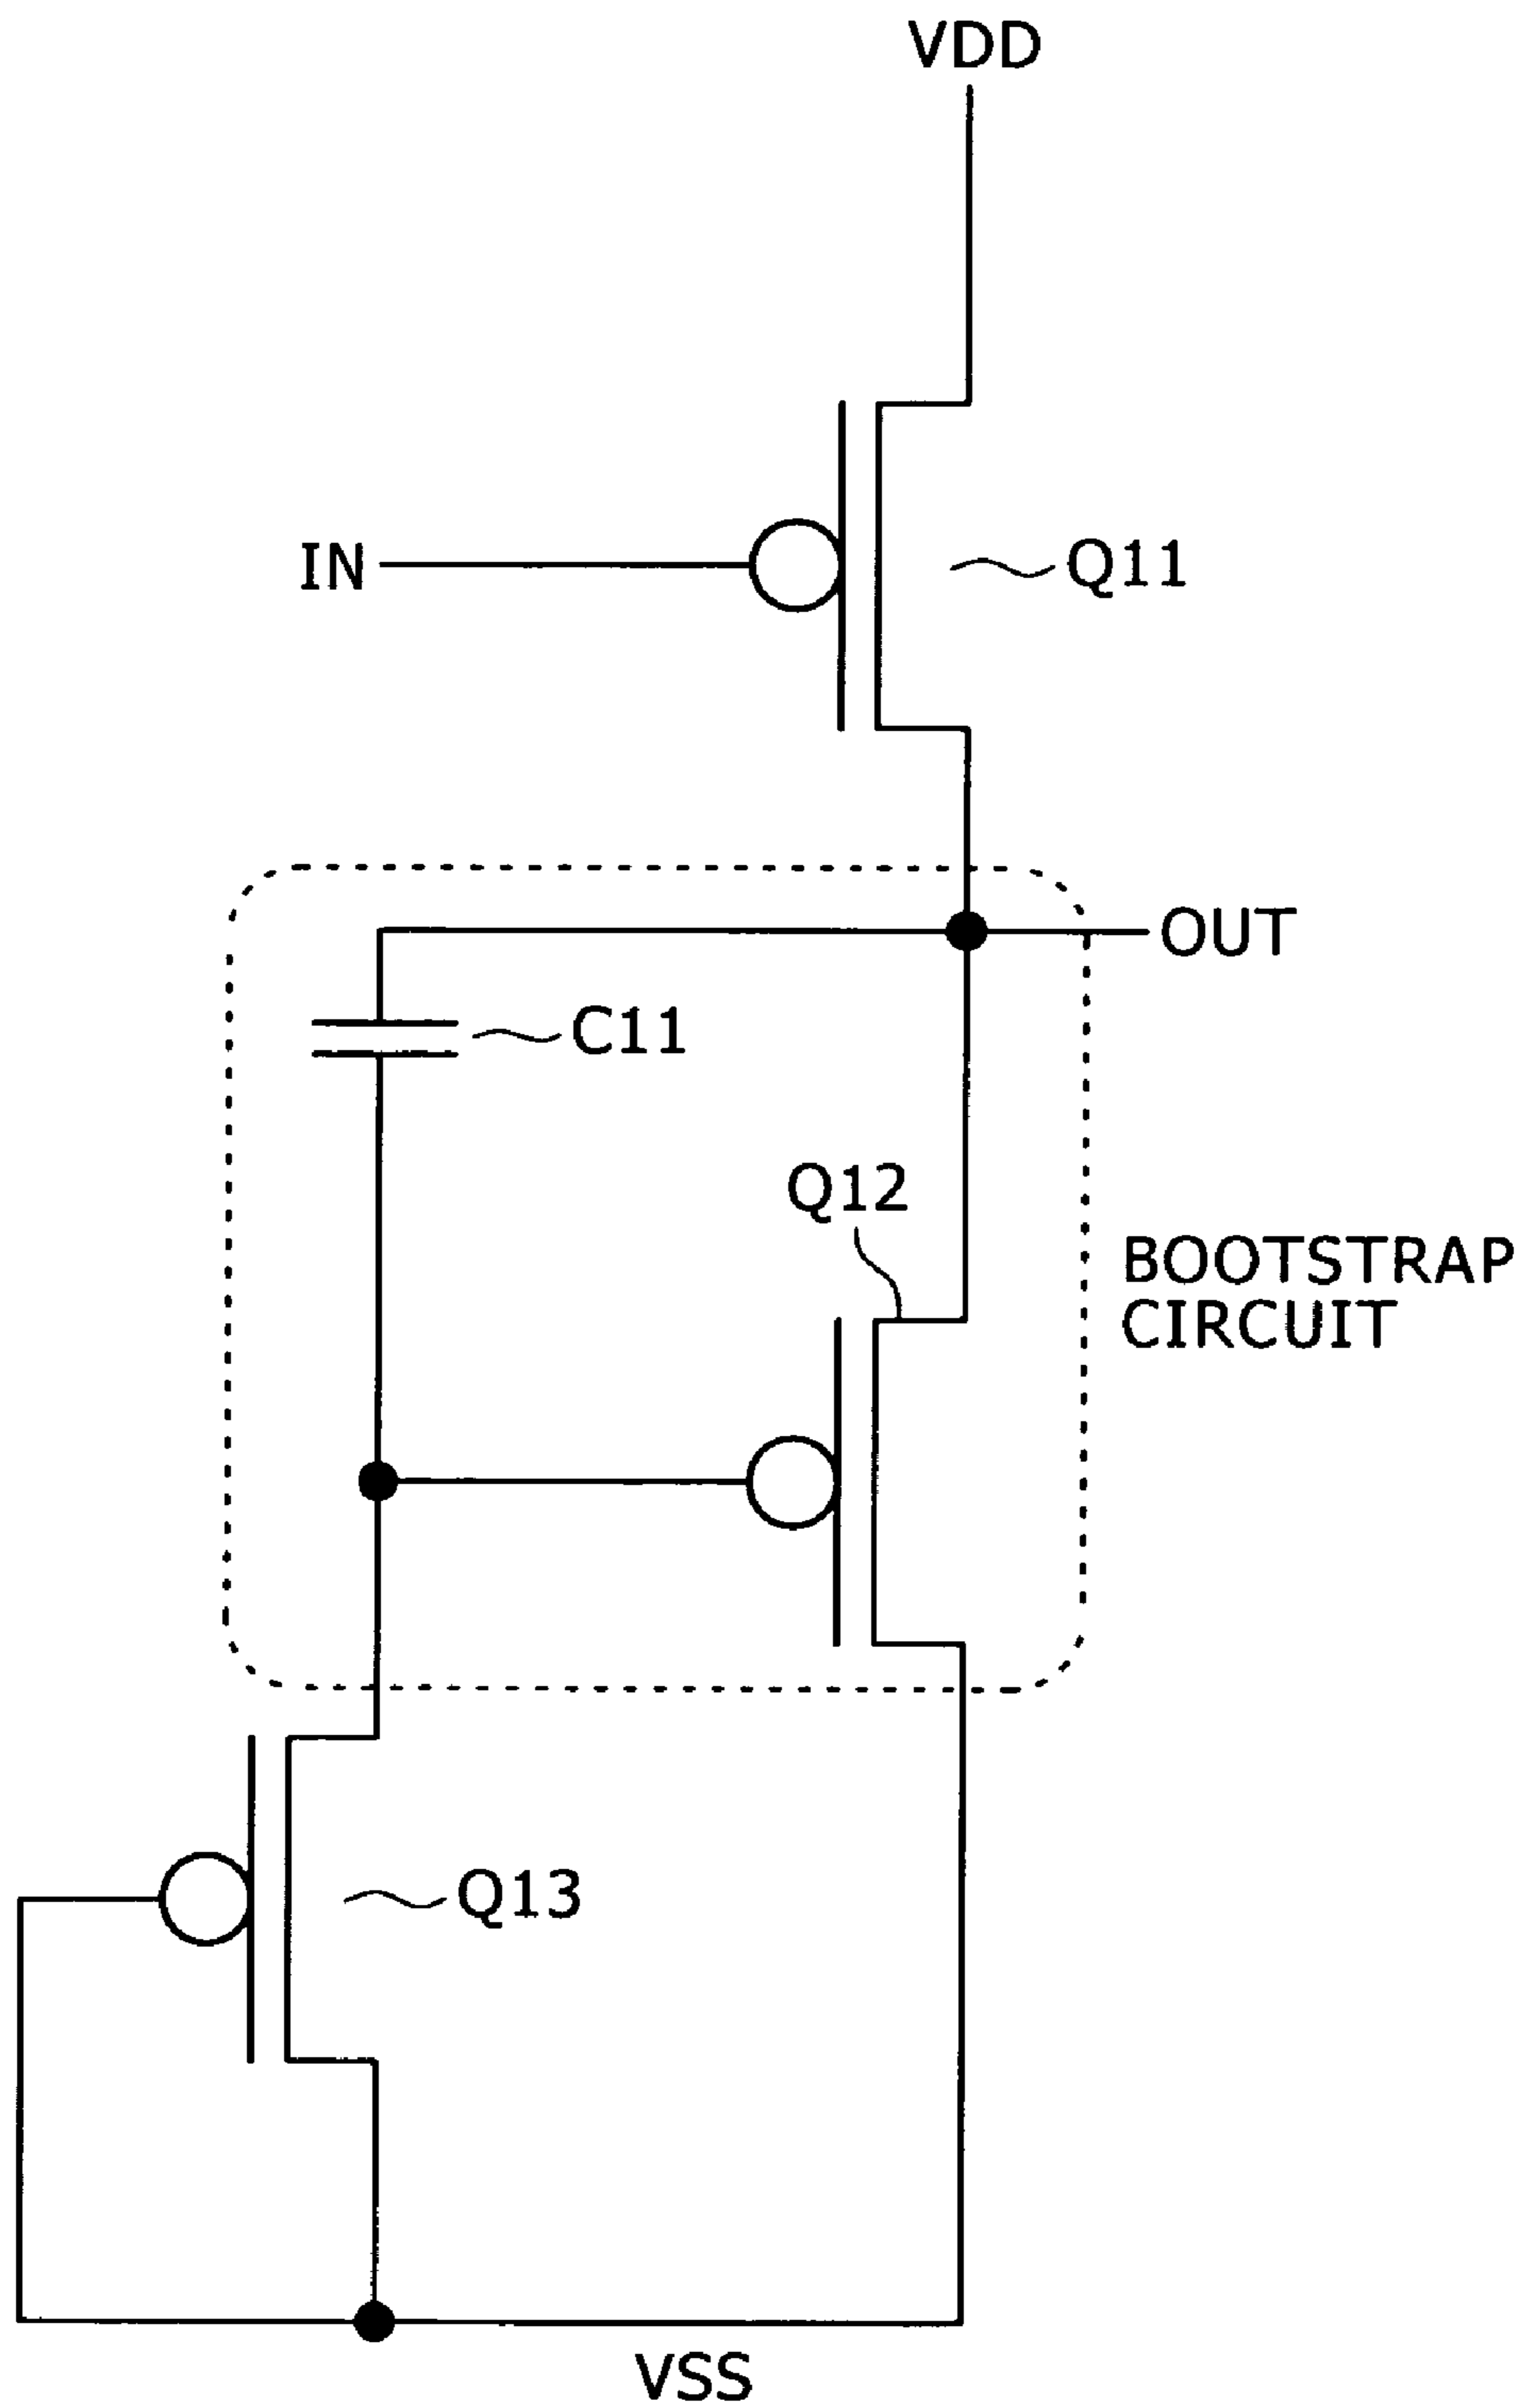 VDD
IN
Q11
OUT
C11
Q12
BOOTSTRAP
CIRCUIT
Q13
VSS